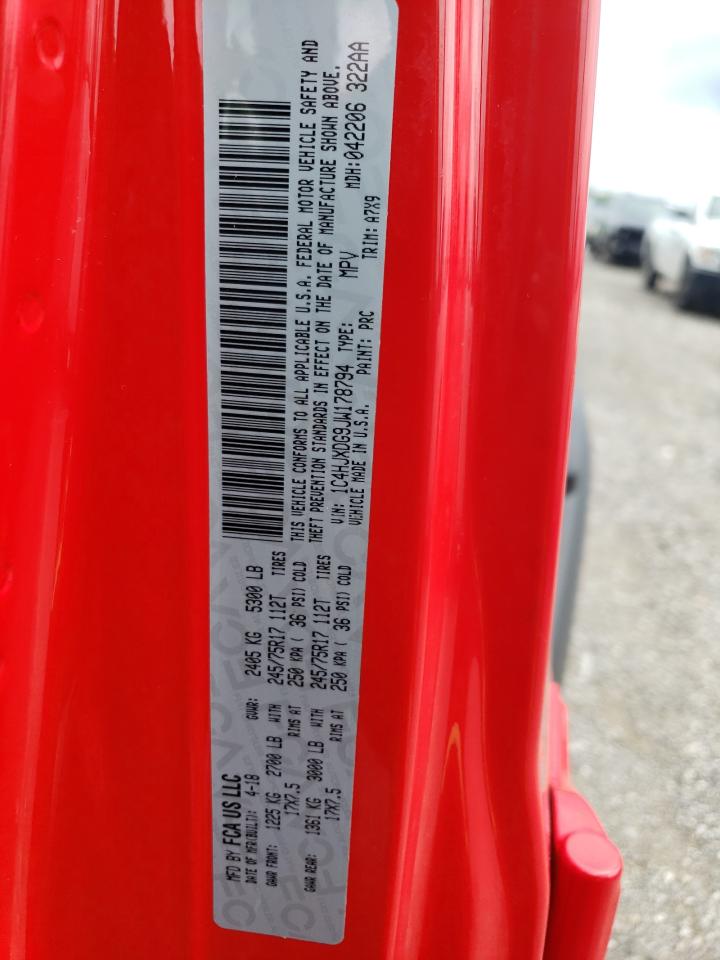 MFD BY FCA US LLC
DATE OF MFR(BUILT): 4-18 GVWR: 2405 KG 5300 LB
GAWR FRONT: 1225 KG 2700 LB WITH 245/75R17 112T TIRES
17X7.5 RIMS AT 250 KPA ( 36 PSI) COLD
GAWR REAR: 1361 KG 3000 LB WITH 245/75R17 112T TIRES
17X7.5 RIMS AT 250 KPA ( 36 PSI) COLD
THIS VEHICLE CONFORMS TO ALL APPLICABLE U.S.A. FEDERAL MOTOR VEHICLE SAFETY AND
THEFT PREVENTION STANDARDS IN EFFECT ON THE DATE OF MANUFACTURE SHOWN ABOVE.
VIN: 1C4HJXDG9JW178794 TYPE: MPV MDH:042206 322AA
VEHICLE MADE IN U.S.A. PAINT: PRC TRIM: A7X9